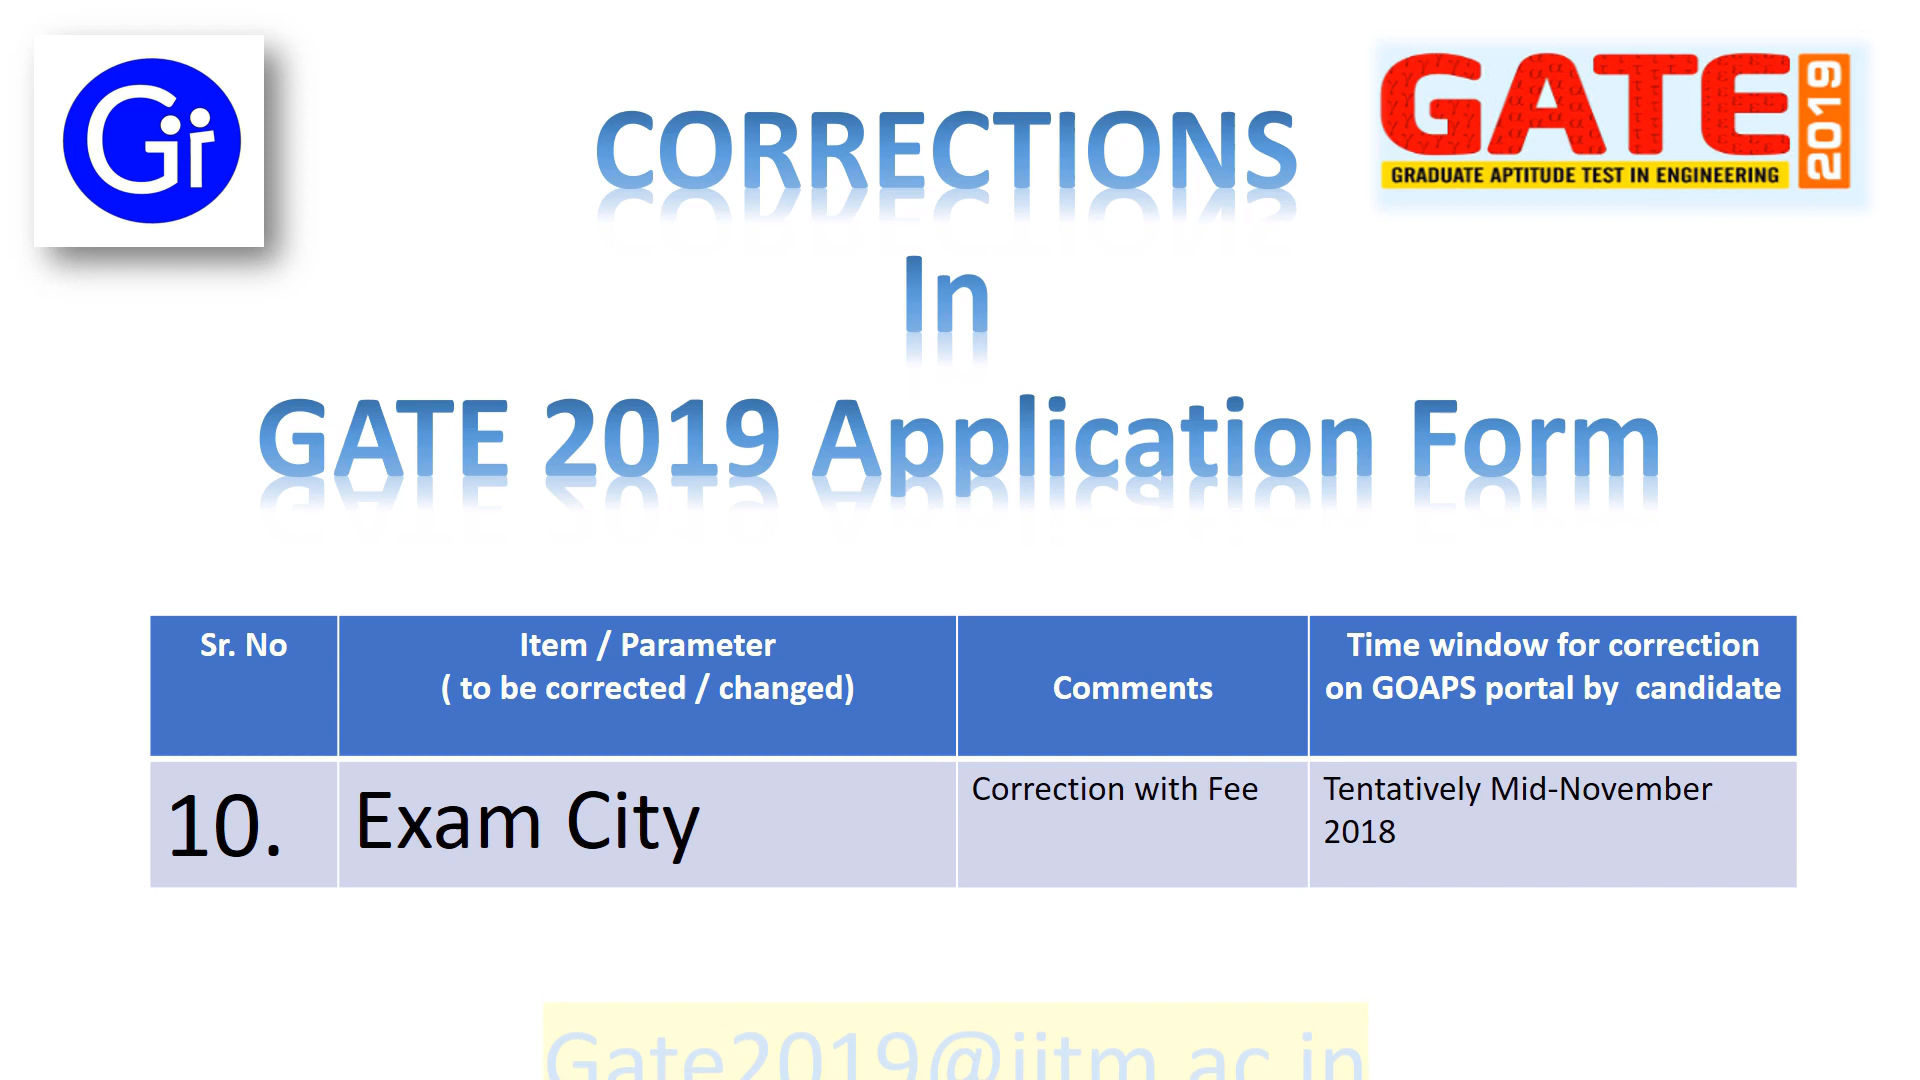 Gi
GATE 2019
GRADUATE APTITUDE TEST IN ENGINEERING
CORRECTIONS
In
GATE 2019 Application Form
Sr. No
Item / Parameter
( to be corrected / changed)
Comments
Time window for correction
on GOAPS portal by candidate
10.
Exam City
Correction with Fee
Tentatively Mid-November
2018
Gate2019@iitm.ac.in